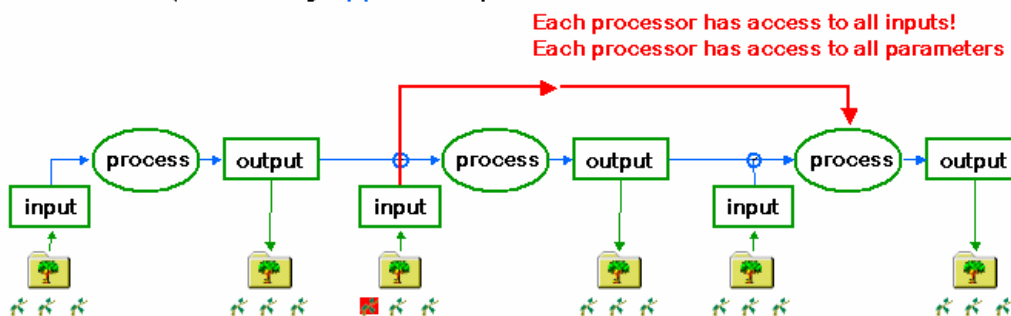 Each processor has access to all inputs!
Each processor has access to all parameters
process
output
process
output
process
output
input
input
input